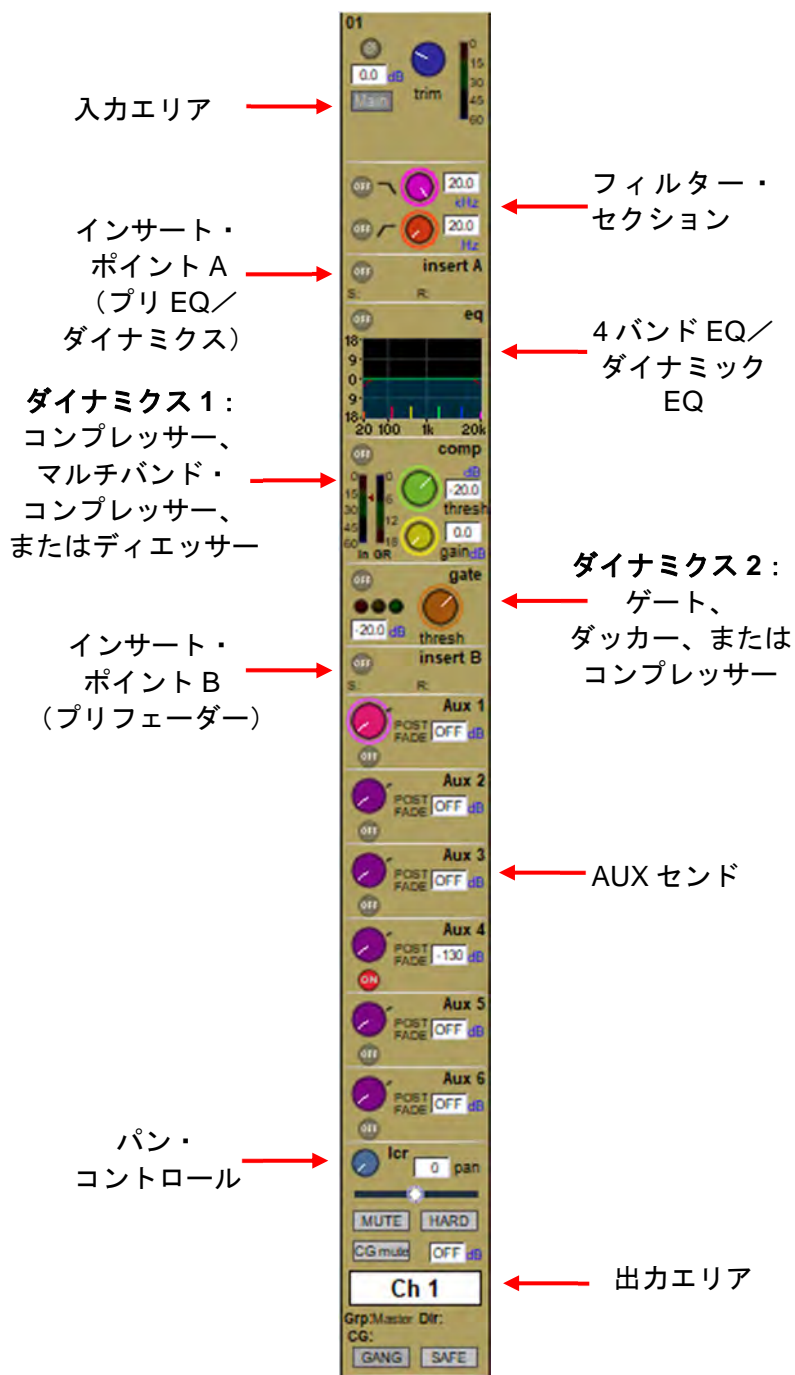 01
0
15
30
45
60
0.0 dB
Main
trim
入力エリア
OFF
20.0
kHz
OFF
20.0
Hz
フィルター・
セクション
インサート・
ポイント A
（プリ EQ／
ダイナミクス）
OFF
insert A
S: R:
OFF
eq
18
9
0
9
18
20 100 1k 20k
4 バンド EQ／
ダイナミック
EQ
ダイナミクス 1：
コンプレッサー、
マルチバンド・
コンプレッサー、
またはディエッサー
OFF
comp
0
15
30
45
60
In
0
6
12
18
GR
dB
-20.0
thresh
0.0
gain dB
OFF
gate
-20.0 dB
thresh
ダイナミクス 2：
ゲート、
ダッカー、または
コンプレッサー
インサート・
ポイント B
（プリフェーダー）
OFF
insert B
S: R:
Aux 1
POST
FADE OFF dB
OFF
Aux 2
POST
FADE OFF dB
OFF
Aux 3
POST
FADE OFF dB
OFF
AUX センド
Aux 4
POST
FADE -130 dB
ON
Aux 5
POST
FADE OFF dB
OFF
Aux 6
POST
FADE OFF dB
OFF
パン・
コントロール
lcr
0 pan
MUTE HARD
CG mute OFF dB
Ch 1
出力エリア
Grp:Master Dir:
CG:
GANG SAFE